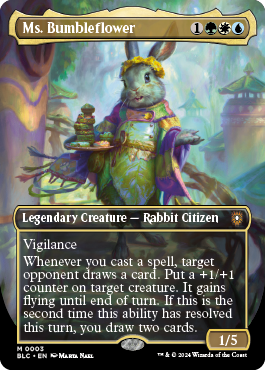 Ms. Bumbleflower 1
Legendary Creature — Rabbit Citizen
Vigilance
Whenever you cast a spell, target
opponent draws a card. Put a +1/+1
counter on target creature. It gains
flying until end of turn. If this is the
second time this ability has resolved
this turn, you draw two cards.
1/5
M 0003
BLC • EN Marta Nael
™ & © 2024 Wizards of the Coast